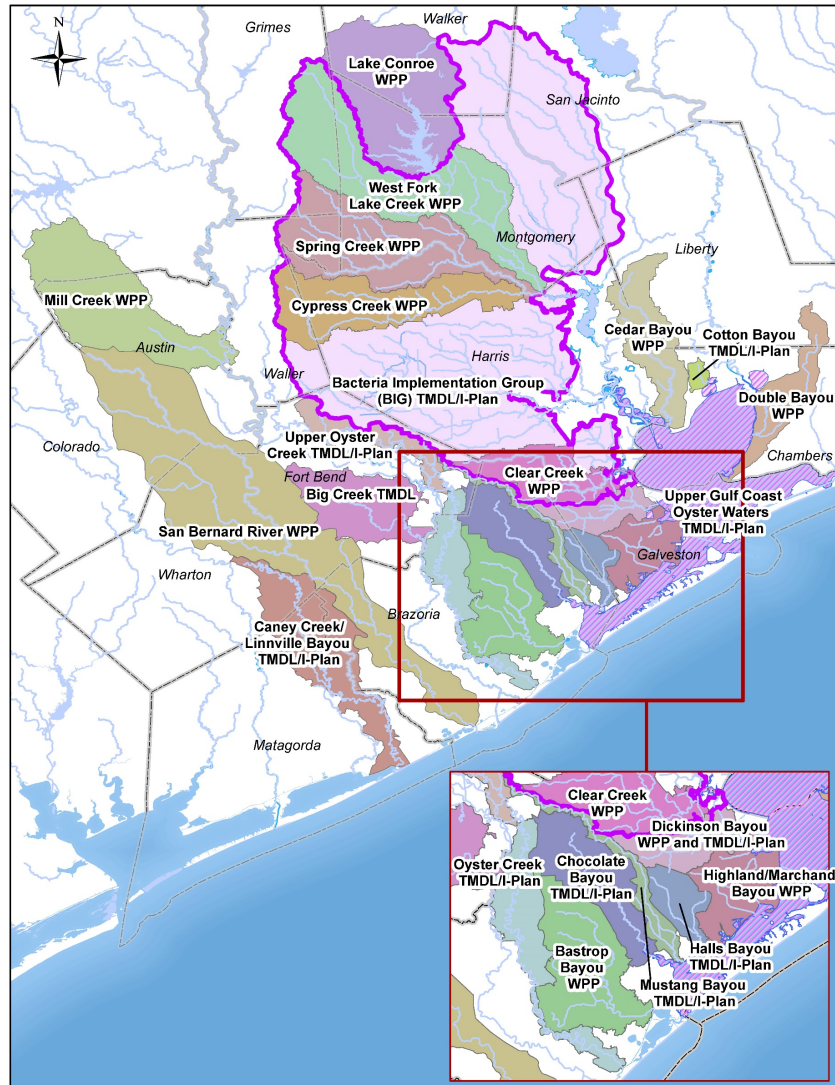 N
Grimes
Walker
Lake Conroe
WPP
San Jacinto
West Fork
Lake Creek WPP
Montgomery
Spring Creek WPP
Liberty
Mill Creek WPP
Cypress Creek WPP
Cedar Bayou
WPP
Cotton Bayou
TMDL/I-Plan
Austin
Harris
Waller
Bacteria Implementation Group
(BIG) TMDL/I-Plan
Double Bayou
WPP
Colorado
Upper Oyster
Creek TMDL/I-Plan
Chambers
Fort Bend
Clear Creek
WPP
Big Creek TMDL
Upper Gulf Coast
Oyster Waters
TMDL/I-Plan
San Bernard River WPP
Galveston
Wharton
Brazoria
Caney Creek/
Linnville Bayou
TMDL/I-Plan
Matagorda
Clear Creek
WPP
Dickinson Bayou
WPP and TMDL/I-Plan
Oyster Creek
TMDL/I-Plan
Chocolate
Bayou
TMDL/I-Plan
Highland/Marchand
Bayou WPP
Halls Bayou
TMDL/I-Plan
Bastrop
Bayou
WPP
Mustang Bayou
TMDL/I-Plan